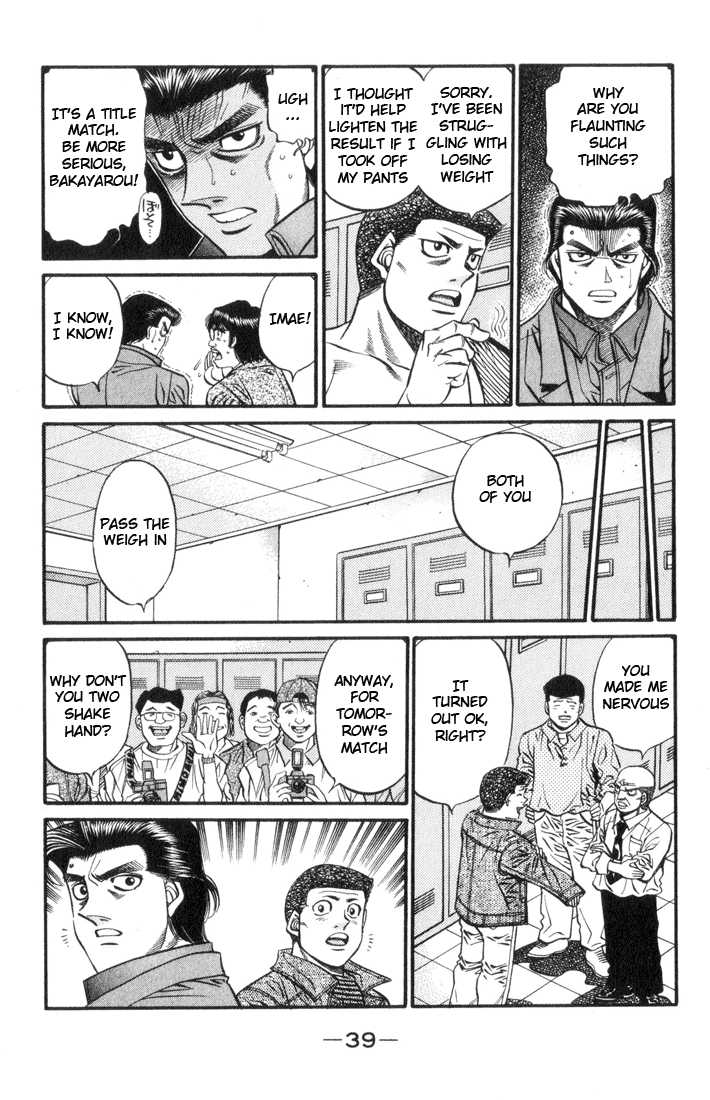 WHY
ARE YOU
FLAUNTING
SUCH
THINGS?
SORRY.
I'VE BEEN
STRUG-
GLING WITH
LOSING
WEIGHT
I THOUGHT
IT'D HELP
LIGHTEN THE
RESULT IF I
TOOK OFF
MY PANTS
UGH
...
IT'S A TITLE
MATCH.
BE MORE
SERIOUS,
BAKAYAROU!
ぼそ…
IMAE!
I KNOW,
I KNOW!
BOTH
OF YOU
PASS THE
WEIGH IN
YOU
MADE ME
NERVOUS
IT
TURNED
OUT OK,
RIGHT?
ANYWAY,
FOR
TOMOR-
ROW'S
MATCH
WHY DON'T
YOU TWO
SHAKE
HAND?
—39—